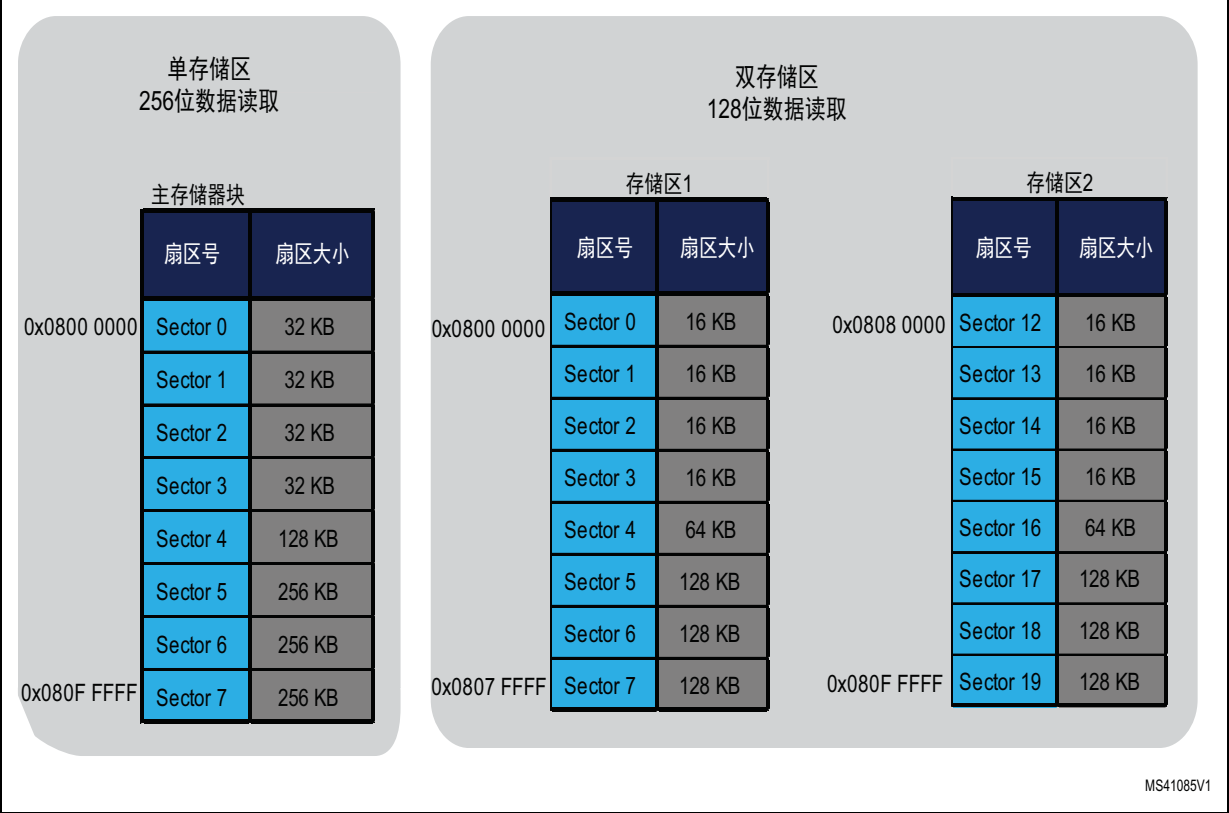 单存储区
256位数据读取
主存储器块
扇区号 扇区大小
0x0800 0000 Sector 0 32 KB
Sector 1 32 KB
Sector 2 32 KB
Sector 3 32 KB
Sector 4 128 KB
Sector 5 256 KB
Sector 6 256 KB
0x080F FFFF Sector 7 256 KB
双存储区
128位数据读取
存储区1
扇区号 扇区大小
0x0800 0000 Sector 0 16 KB
Sector 1 16 KB
Sector 2 16 KB
Sector 3 16 KB
Sector 4 64 KB
Sector 5 128 KB
Sector 6 128 KB
0x0807 FFFF Sector 7 128 KB
存储区2
扇区号 扇区大小
0x0808 0000 Sector 12 16 KB
Sector 13 16 KB
Sector 14 16 KB
Sector 15 16 KB
Sector 16 64 KB
Sector 17 128 KB
Sector 18 128 KB
0x080F FFFF Sector 19 128 KB
MS41085V1